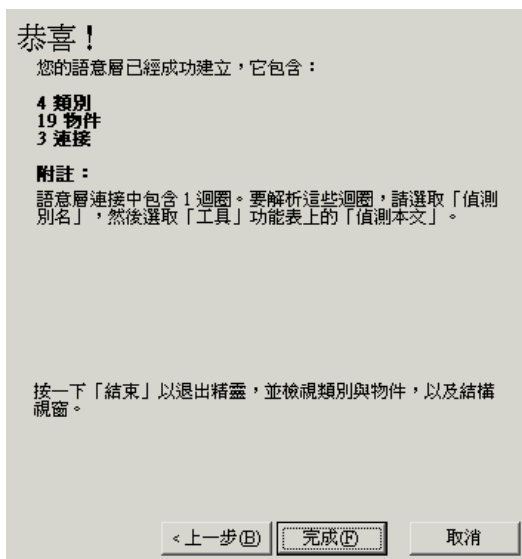 恭喜！
您的語意層已經成功建立，它包含：
4 類別
19 物件
3 連接
附註：
語意層連接中包含 1 迴圈。要解析這些迴圈，請選取「偵測
別名」，然後選取「工具」功能表上的「偵測本文」。
按一下「結束」以退出精靈，並檢視類別與物件，以及結構
視窗。
<上一步(B) 完成(F) 取消